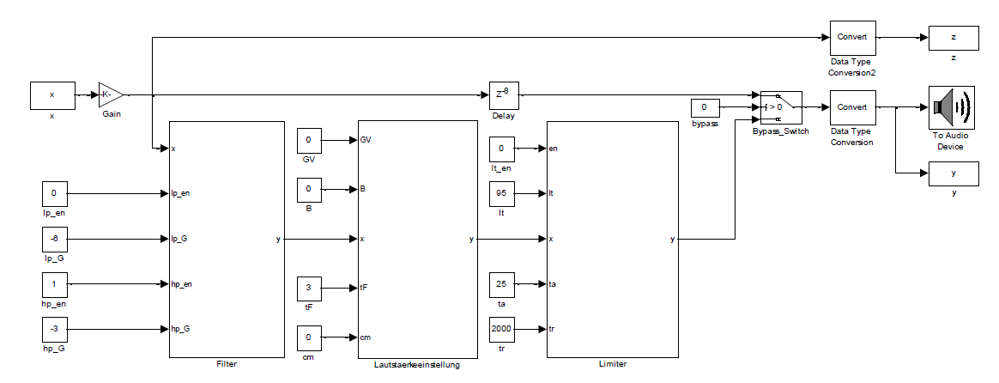 Convert
z
Data Type
Conversion2
z
x
-K-
Z-8
x
Gain
Delay
0
> 0
Convert
bypass
Bypass_Switch
Data Type
Conversion
To Audio
Device
x
0
GV
GV
0
lt_en
en
0
lp_en
lp_en
0
B
B
95
lt
lt
y
y
-6
lp_G
lp_G
y
x
y
x
y
1
hp_en
hp_en
3
tF
tF
25
ta
ta
-3
hp_G
hp_G
0
cm
cm
2000
tr
tr
Filter
Lautstaerkeeinstellung
Limiter